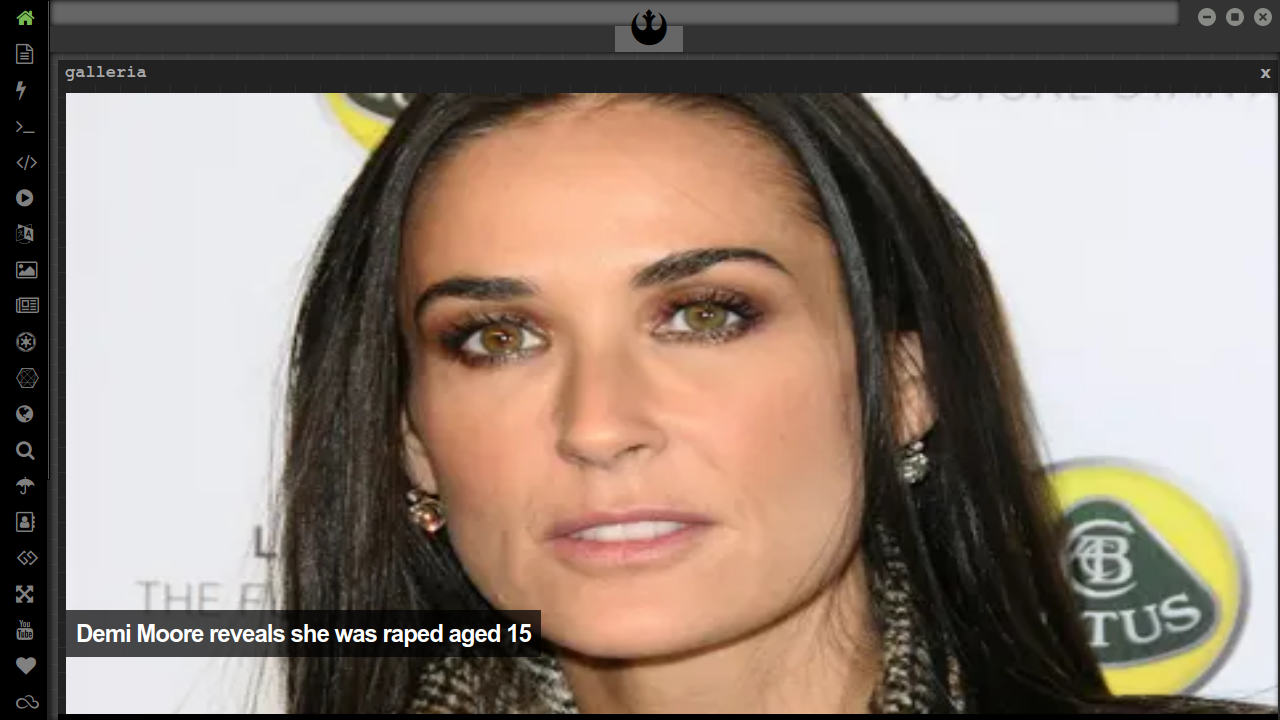 galleria
x
L
THE F
TUS
Demi Moore reveals she was raped aged 15
You
Tube